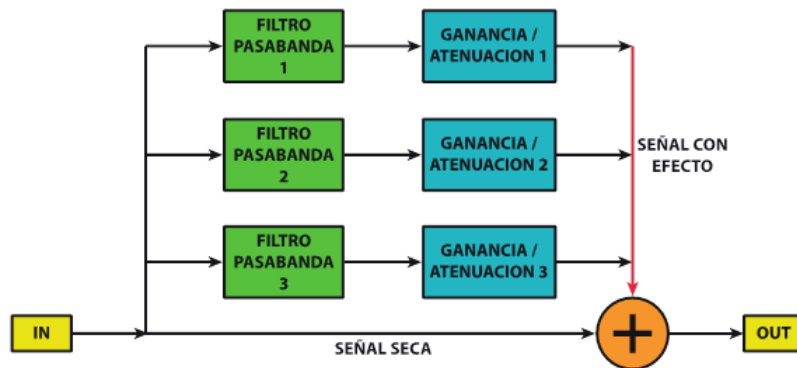 FILTRO
PASABANDA
1
GANANCIA /
ATENUACION 1
FILTRO
PASABANDA
2
GANANCIA /
ATENUACION 2
SEÑAL CON
EFECTO
FILTRO
PASABANDA
3
GANANCIA /
ATENUACION 3
IN
SEÑAL SECA
+
OUT